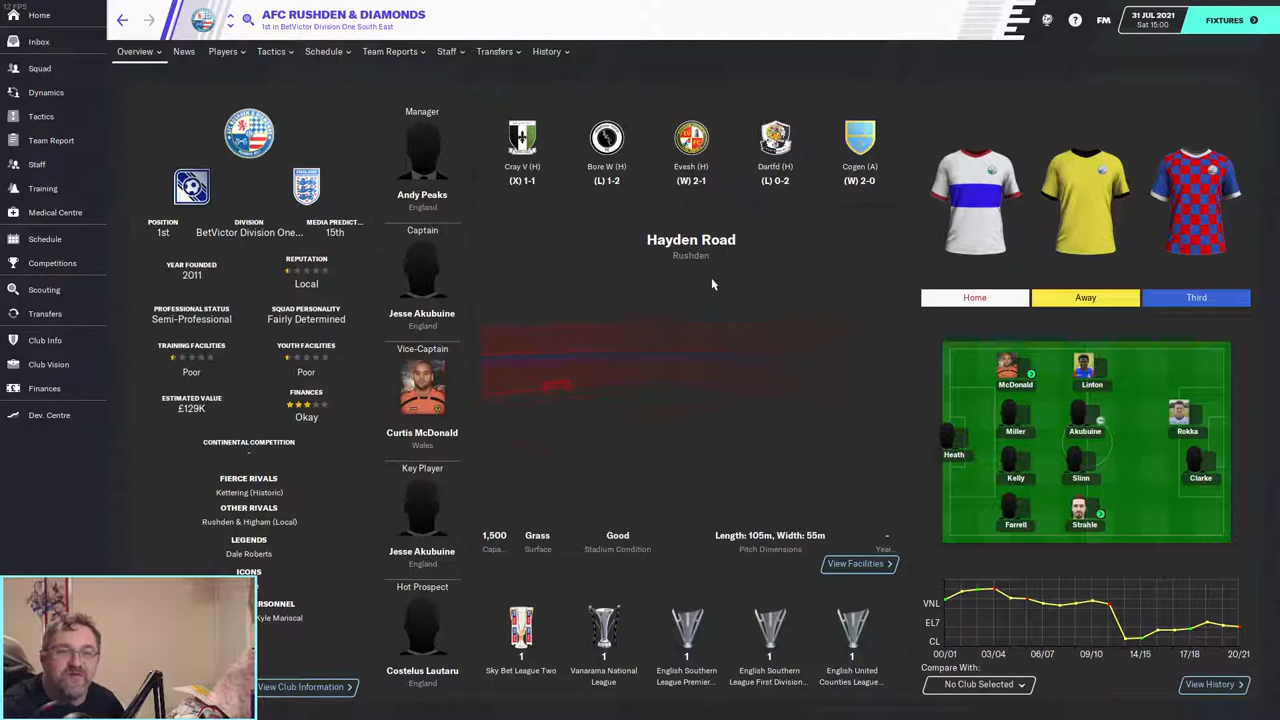 12 FPS
Home
Inbox
Squad
Dynamics
Tactics
Team Report
Staff
Training
Medical Centre
Schedule
Competitions
Scouting
Transfers
Club Info
Club Vision
Finances
Dev. Centre
AFC RUSHDEN & DIAMONDS
1st in BetVictor Division One South East
FM
31 JUL 2021
Sat 15:00
FIXTURES
Overview
News
Players
Tactics
Schedule
Team Reports
Staff
Transfers
History
POSITION
1st
DIVISION
BetVictor Division One...
MEDIA PREDICT...
15th
YEAR FOUNDED
2011
REPUTATION
Local
PROFESSIONAL STATUS
Semi-Professional
SQUAD PERSONALITY
Fairly Determined
TRAINING FACILITIES
Poor
YOUTH FACILITIES
Poor
ESTIMATED VALUE
£129K
FINANCES
Okay
CONTINENTAL COMPETITION
-
FIERCE RIVALS
Kettering (Historic)
OTHER RIVALS
Rushden & Higham (Local)
LEGENDS
Dale Roberts
ICONS
ERSONNEL
Kyle Mariscal
View Club Information
Manager
Andy Peaks
England
Captain
Jesse Akubuine
England
Vice-Captain
Curtis McDonald
Wales
Key Player
Jesse Akubuine
England
Hot Prospect
Costelus Lautaru
England
Cray V (H)
(X) 1-1
Bore W (H)
(L) 1-2
Evesh (H)
(W) 2-1
Dartfd (H)
(L) 0-2
Cogen (A)
(W) 2-0
Hayden Road
Rushden
1,500
Capa...
Grass
Surface
Good
Stadium Condition
Length: 105m, Width: 55m
Pitch Dimensions
-
Year...
View Facilities
1
Sky Bet League Two
1
Vanarama National
League
1
English Southern
League Premier...
1
English Southern
League First Division...
1
English United
Counties League...
Home
Away
Third
McDonald
Linton
Miller
Akubuine
C
Rokka
Heath
Kelly
Slinn
Clarke
Farrell
Strahle
VNL
EL7
CL
00/01
03/04
06/07
09/10
14/15
17/18
20/21
Compare With:
No Club Selected
View History